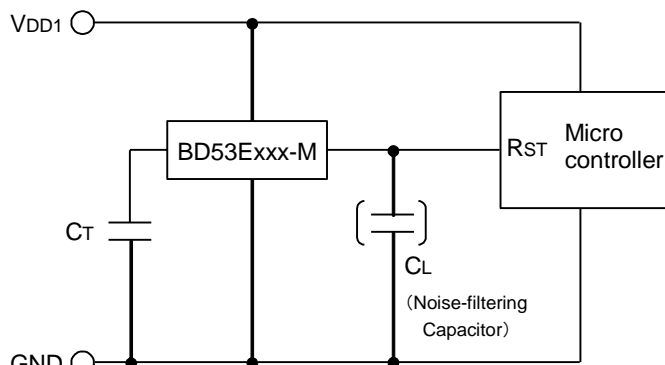 VDD1
BD53Exxx-M
RST
Micro
controller
CT
CL
（Noise-filtering
Capacitor）
GND